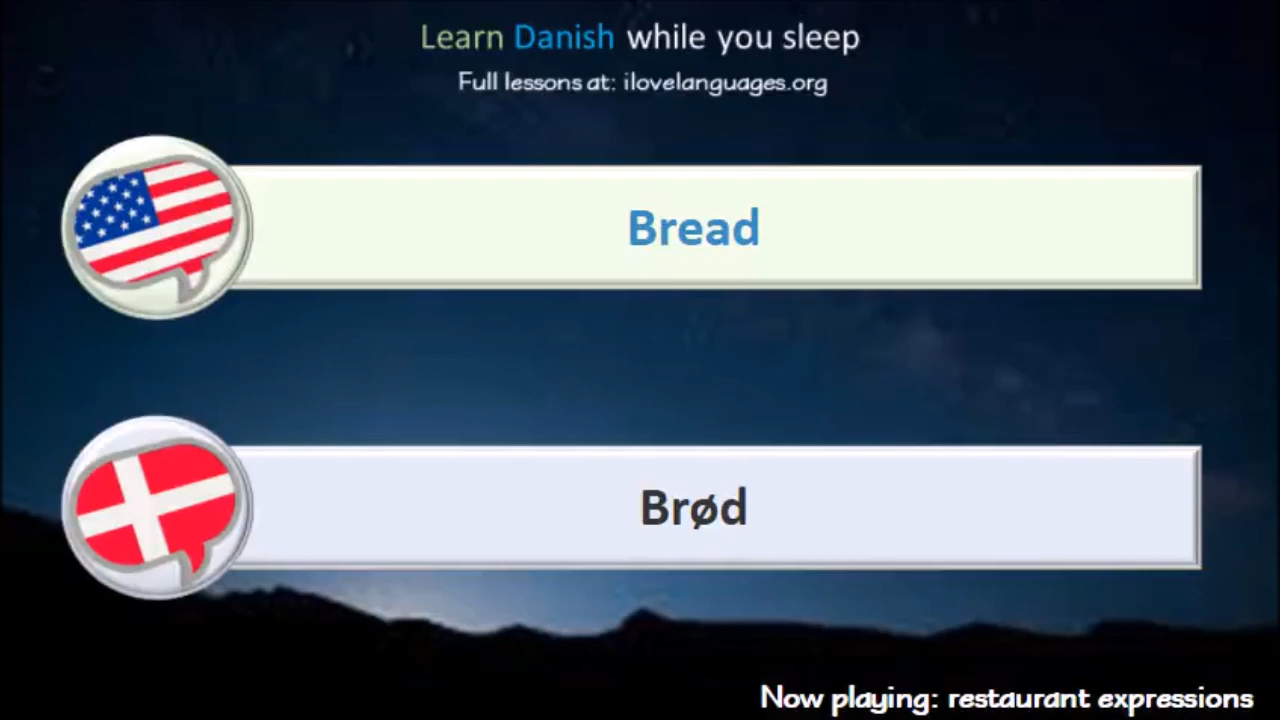 Learn Danish while you sleep
Full lessons at: ilovelanguages.org
Bread
Brød
Now playing: restaurant expressions